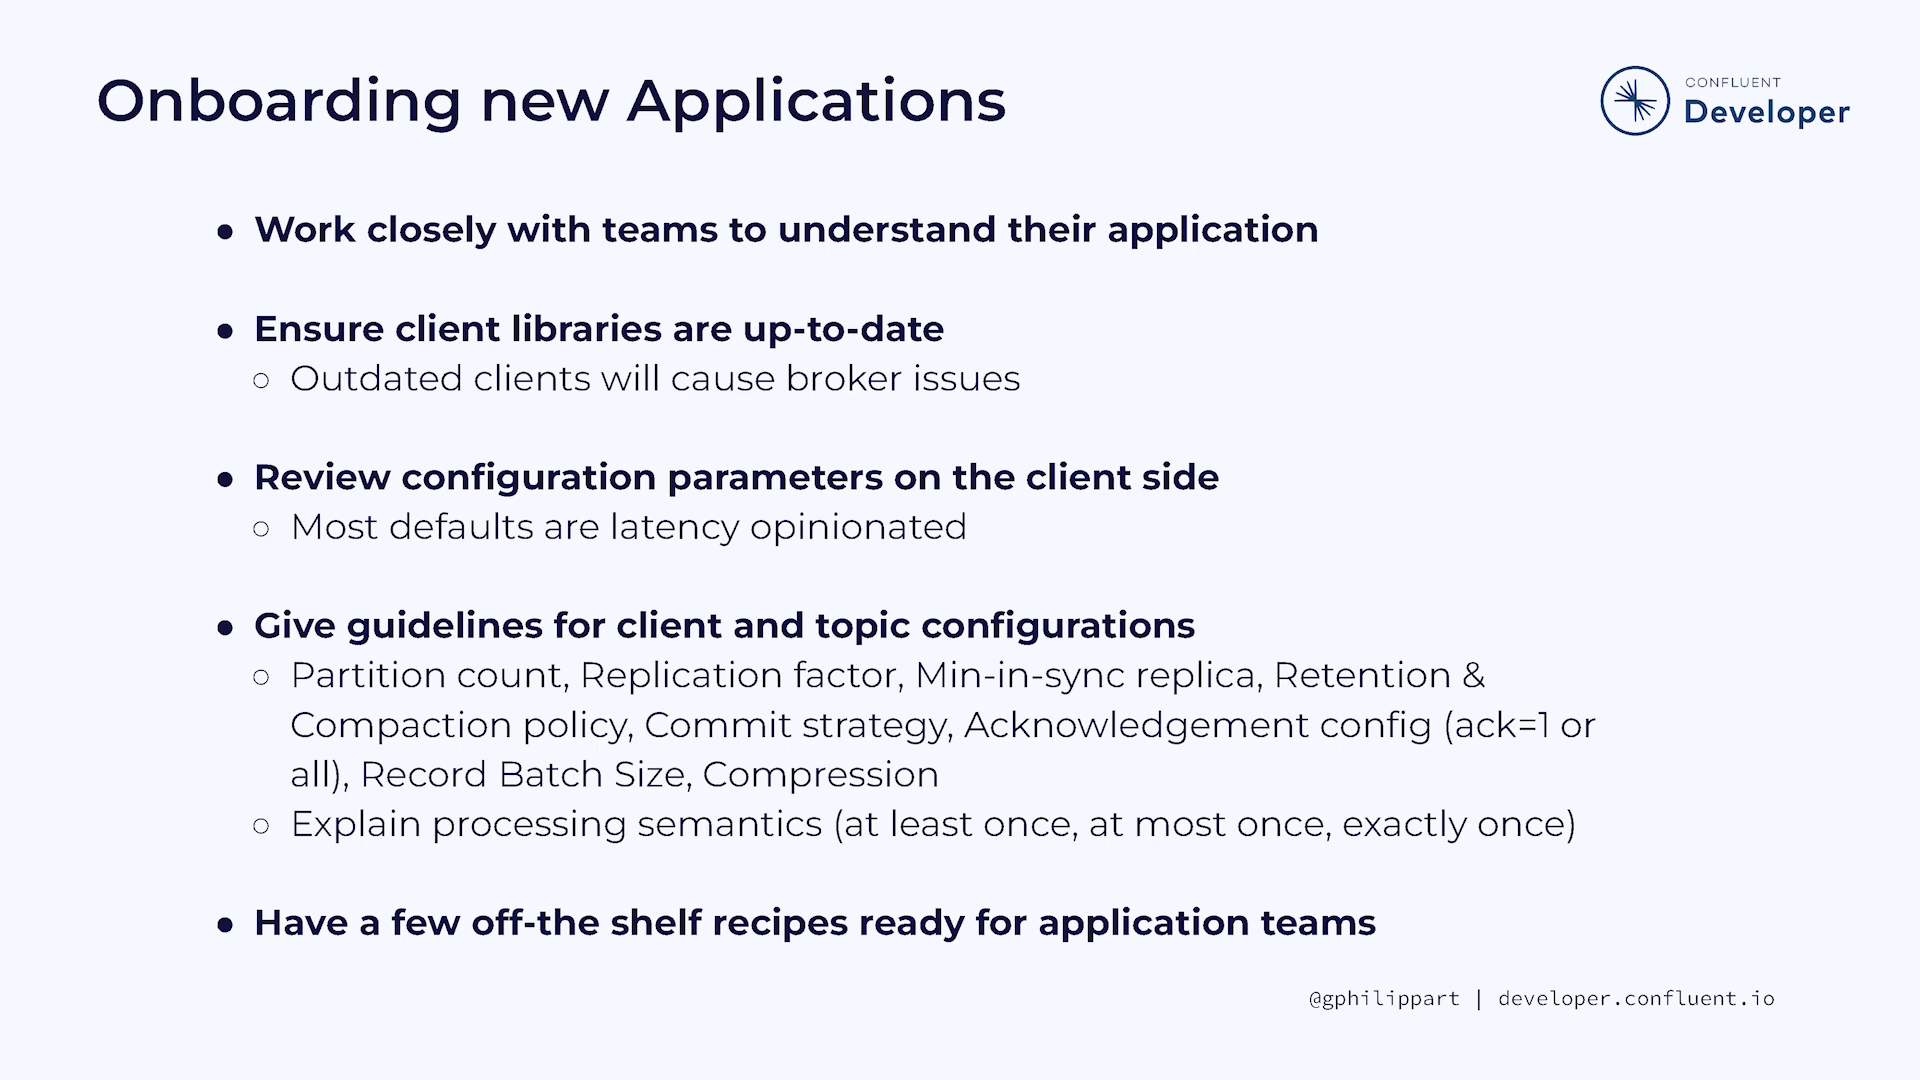 Onboarding new Applications
CONFLUENT
Developer
● Work closely with teams to understand their application
● Ensure client libraries are up-to-date
○ Outdated clients will cause broker issues
● Review configuration parameters on the client side
○ Most defaults are latency opinionated
● Give guidelines for client and topic configurations
○ Partition count, Replication factor, Min-in-sync replica, Retention &
Compaction policy, Commit strategy, Acknowledgement config (ack=1 or
all), Record Batch Size, Compression
○ Explain processing semantics (at least once, at most once, exactly once)
● Have a few off-the shelf recipes ready for application teams
@gphilippart | developer.confluent.io